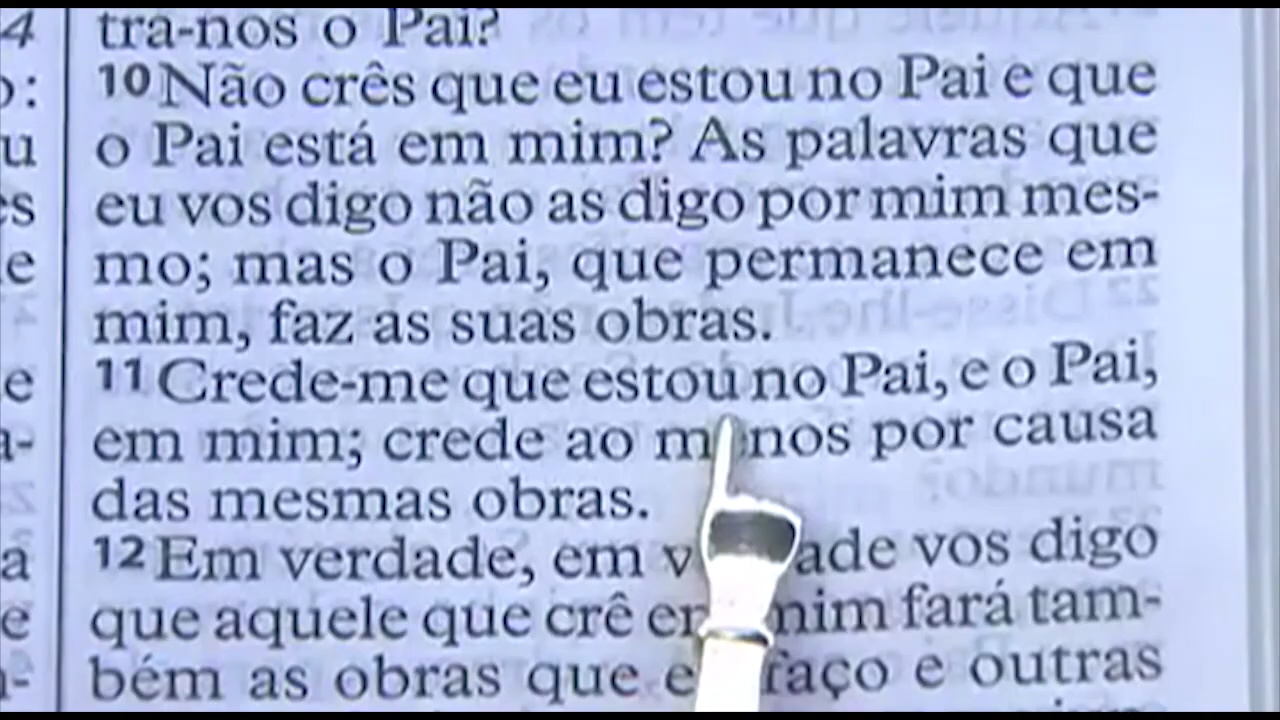 4 tra-nos o Pai?
o: 10 Não crês que eu estou no Pai e que
u o Pai está em mim? As palavras que
es eu vos digo não as digo por mim mes-
e mo; mas o Pai, que permanece em
mim, faz as suas obras.
e 11 Crede-me que estou no Pai, e o Pai,
a- em mim; crede ao menos por causa
das mesmas obras.
a 12 Em verdade, em v ade vos digo
e que aquele que crê em mim fará tam-
bém as obras que e faço e outras